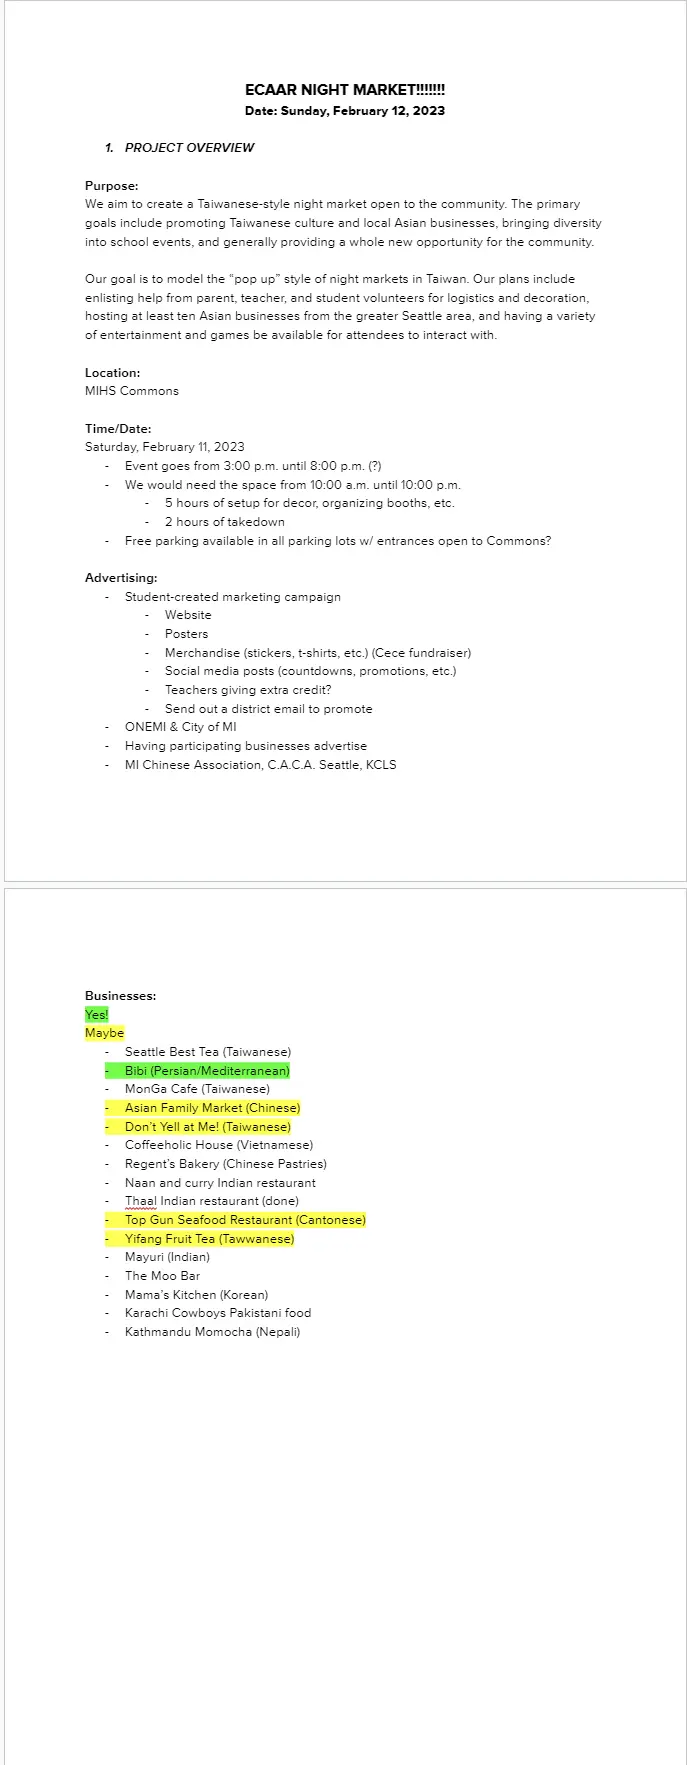 ECAAR NIGHT MARKET!!!!!!!
Date: Sunday, February 12, 2023
1. PROJECT OVERVIEW
Purpose:
We aim to create a Taiwanese-style night market open to the community. The primary
goals include promoting Taiwanese culture and local Asian businesses, bringing diversity
into school events, and generally providing a whole new opportunity for the community.
Our goal is to model the “pop up” style of night markets in Taiwan. Our plans include
enlisting help from parent, teacher, and student volunteers for logistics and decoration,
hosting at least ten Asian businesses from the greater Seattle area, and having a variety
of entertainment and games be available for attendees to interact with.
Location:
MIHS Commons
Time/Date:
Saturday, February 11, 2023
- Event goes from 3:00 p.m. until 8:00 p.m. (?)
- We would need the space from 10:00 a.m. until 10:00 p.m.
- 5 hours of setup for decor, organizing booths, etc.
- 2 hours of takedown
- Free parking available in all parking lots w/ entrances open to Commons?
Advertising:
- Student-created marketing campaign
- Website
- Posters
- Merchandise (stickers, t-shirts, etc.) (Cece fundraiser)
- Social media posts (countdowns, promotions, etc.)
- Teachers giving extra credit?
- Send out a district email to promote
- ONEMI & City of MI
- Having participating businesses advertise
- MI Chinese Association, C.A.C.A. Seattle, KCLS
Businesses:
Yes!
Maybe
- Seattle Best Tea (Taiwanese)
- Bibi (Persian/Mediterranean)
- MonGa Cafe (Taiwanese)
- Asian Family Market (Chinese)
- Don’t Yell at Me! (Taiwanese)
- Coffeeholic House (Vietnamese)
- Regent’s Bakery (Chinese Pastries)
- Naan and curry Indian restaurant
- Thaal Indian restaurant (done)
- Top Gun Seafood Restaurant (Cantonese)
- Yifang Fruit Tea (Tawwanese)
- Mayuri (Indian)
- The Moo Bar
- Mama’s Kitchen (Korean)
- Karachi Cowboys Pakistani food
- Kathmandu Momocha (Nepali)